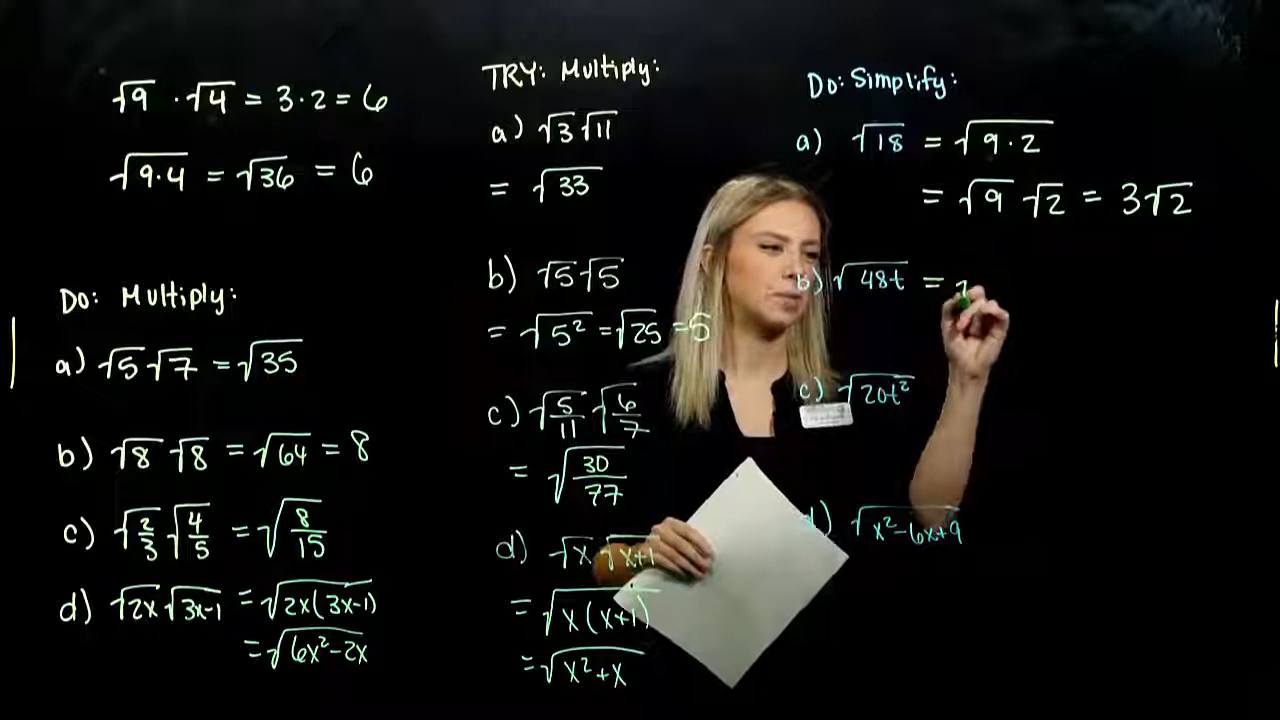 √9 · √4 = 3 · 2 = 6
√9·4 = √36 = 6
Do: Multiply:
a) √5 √7 = √35
b) √8 √8 = √64 = 8
c) √2/3 √4/5 = √8/15
d) √2x √3x-1 = √2x(3x-1)
= √6x²-2x
TRY: Multiply:
a) √3 √11
= √33
b) √5 √5
= √5² = √25 = 5
c) √5/11 √6/7
= √30/77
d) √x √x+1
= √x(x+1)
= √x²+x
Do: Simplify:
a) √18 = √9·2
= √9 √2 = 3√2
b) √48t =
c) √20t²
d) √x²-6x+9